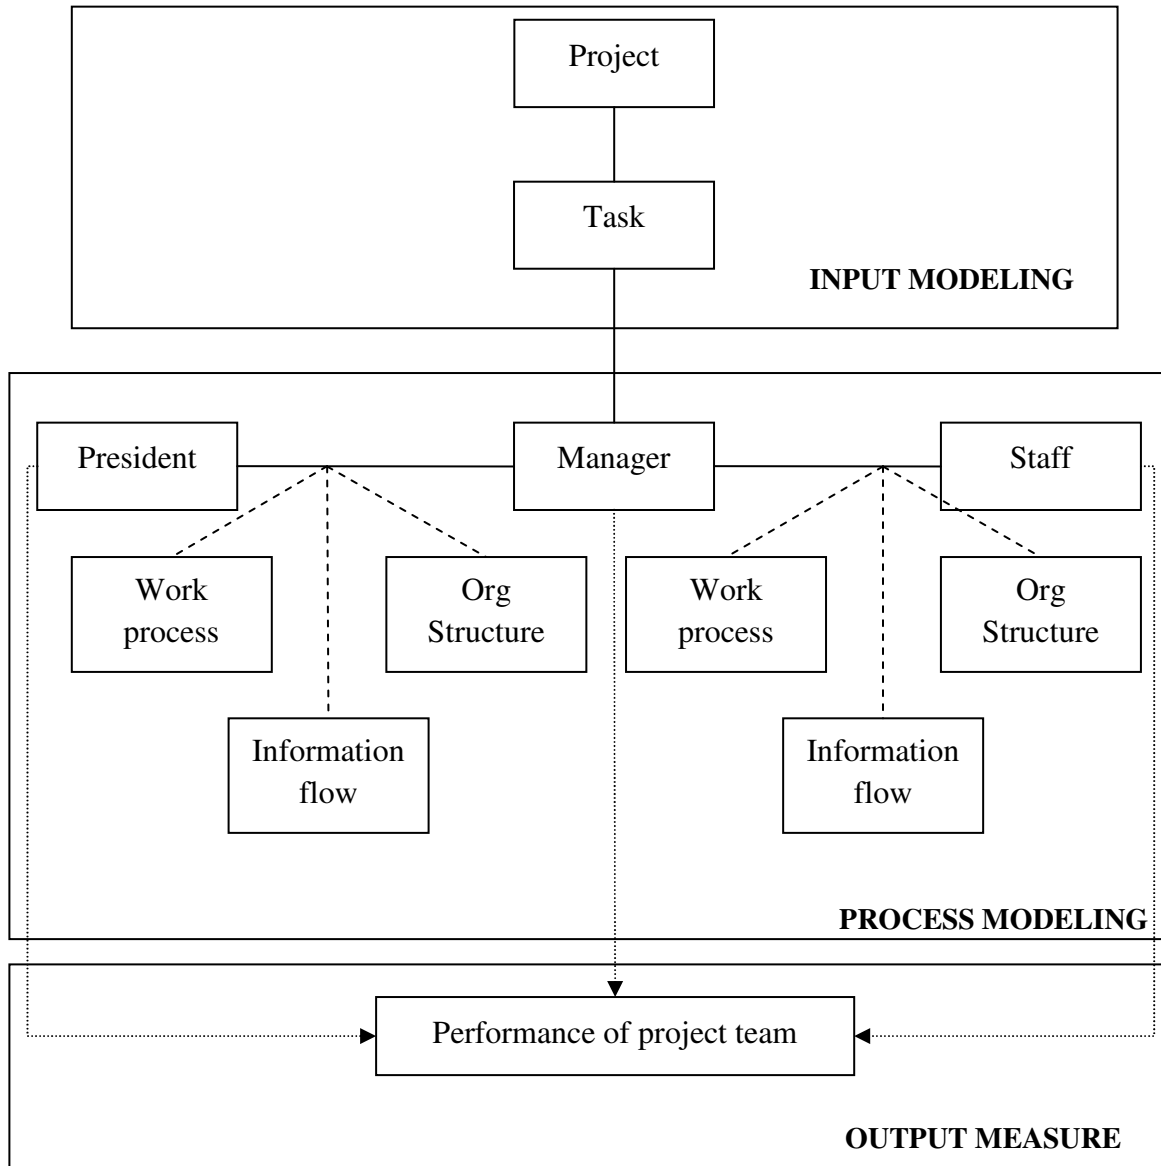 Project
Task
INPUT MODELING
President
Manager
Staff
Work
process
Org
Structure
Work
process
Org
Structure
Information
flow
Information
flow
PROCESS MODELING
Performance of project team
OUTPUT MEASURE